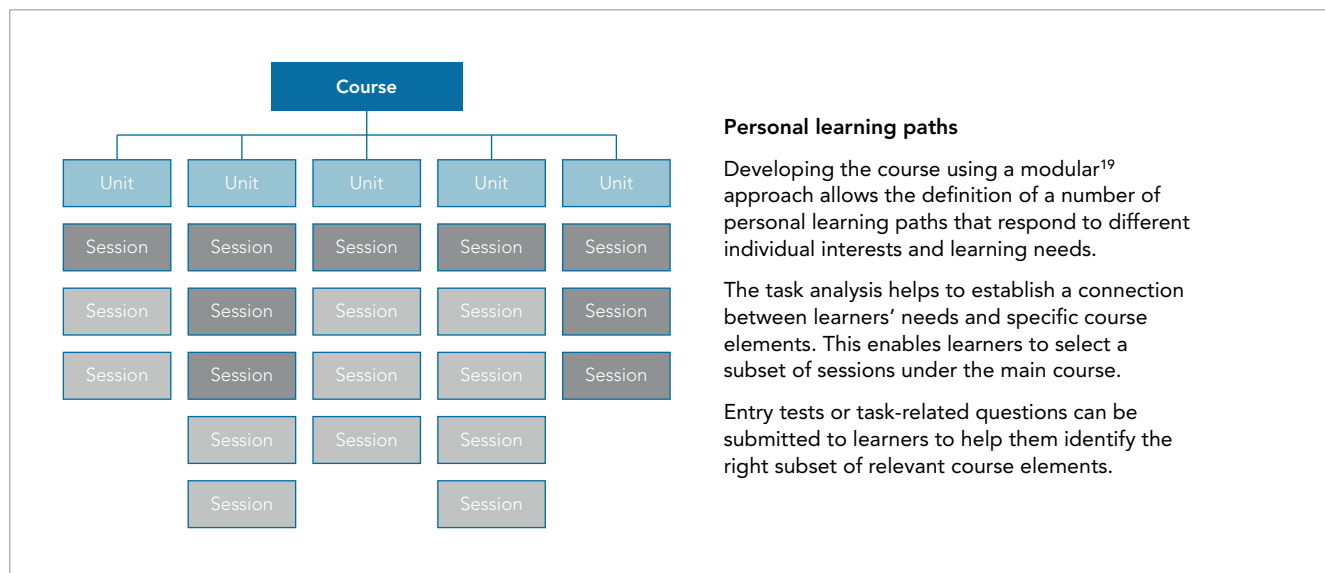 Course
Unit Unit Unit Unit Unit
Session Session Session Session Session
Session Session Session Session Session
Session Session Session Session Session
Session Session Session
Session Session
Personal learning paths
Developing the course using a modular¹⁹
approach allows the definition of a number of
personal learning paths that respond to different
individual interests and learning needs.
The task analysis helps to establish a connection
between learners’ needs and specific course
elements. This enables learners to select a
subset of sessions under the main course.
Entry tests or task-related questions can be
submitted to learners to help them identify the
right subset of relevant course elements.